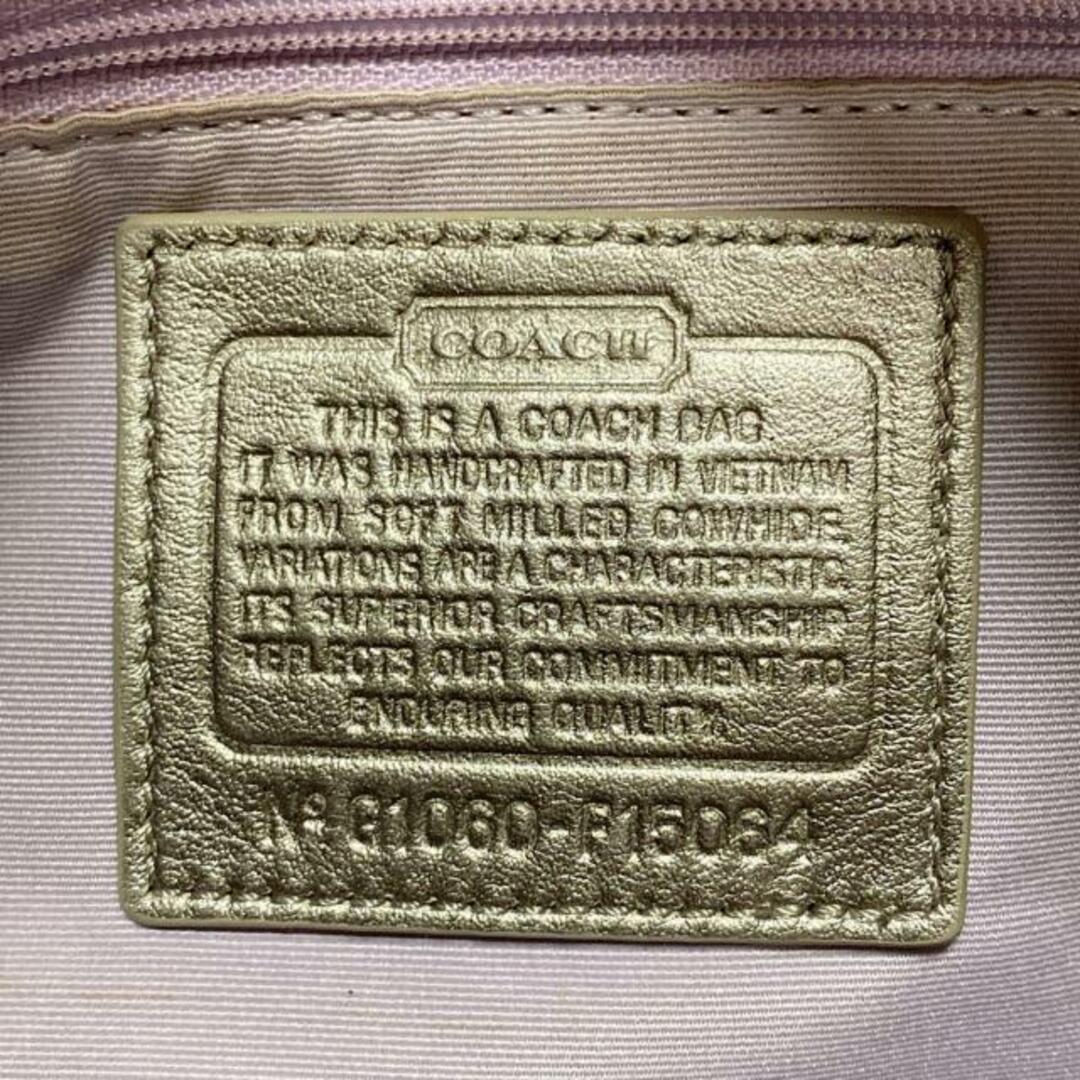 COACH
THIS IS A COACH BAG.
IT WAS HANDCRAFTED IN VIETNAM
FROM SOFT MILLED COWHIDE.
VARIATIONS ARE A CHARACTERISTIC.
ITS SUPERIOR CRAFTSMANSHIP
REFLECTS OUR COMMITMENT TO
ENDURING QUALITY.
Nº G1060-F15064